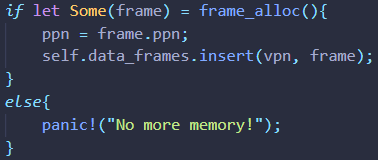 if let Some(frame) = frame_alloc(){
    ppn = frame.ppn;
    self.data_frames.insert(vpn, frame);
}
else{
    panic!("No more memory!");
}